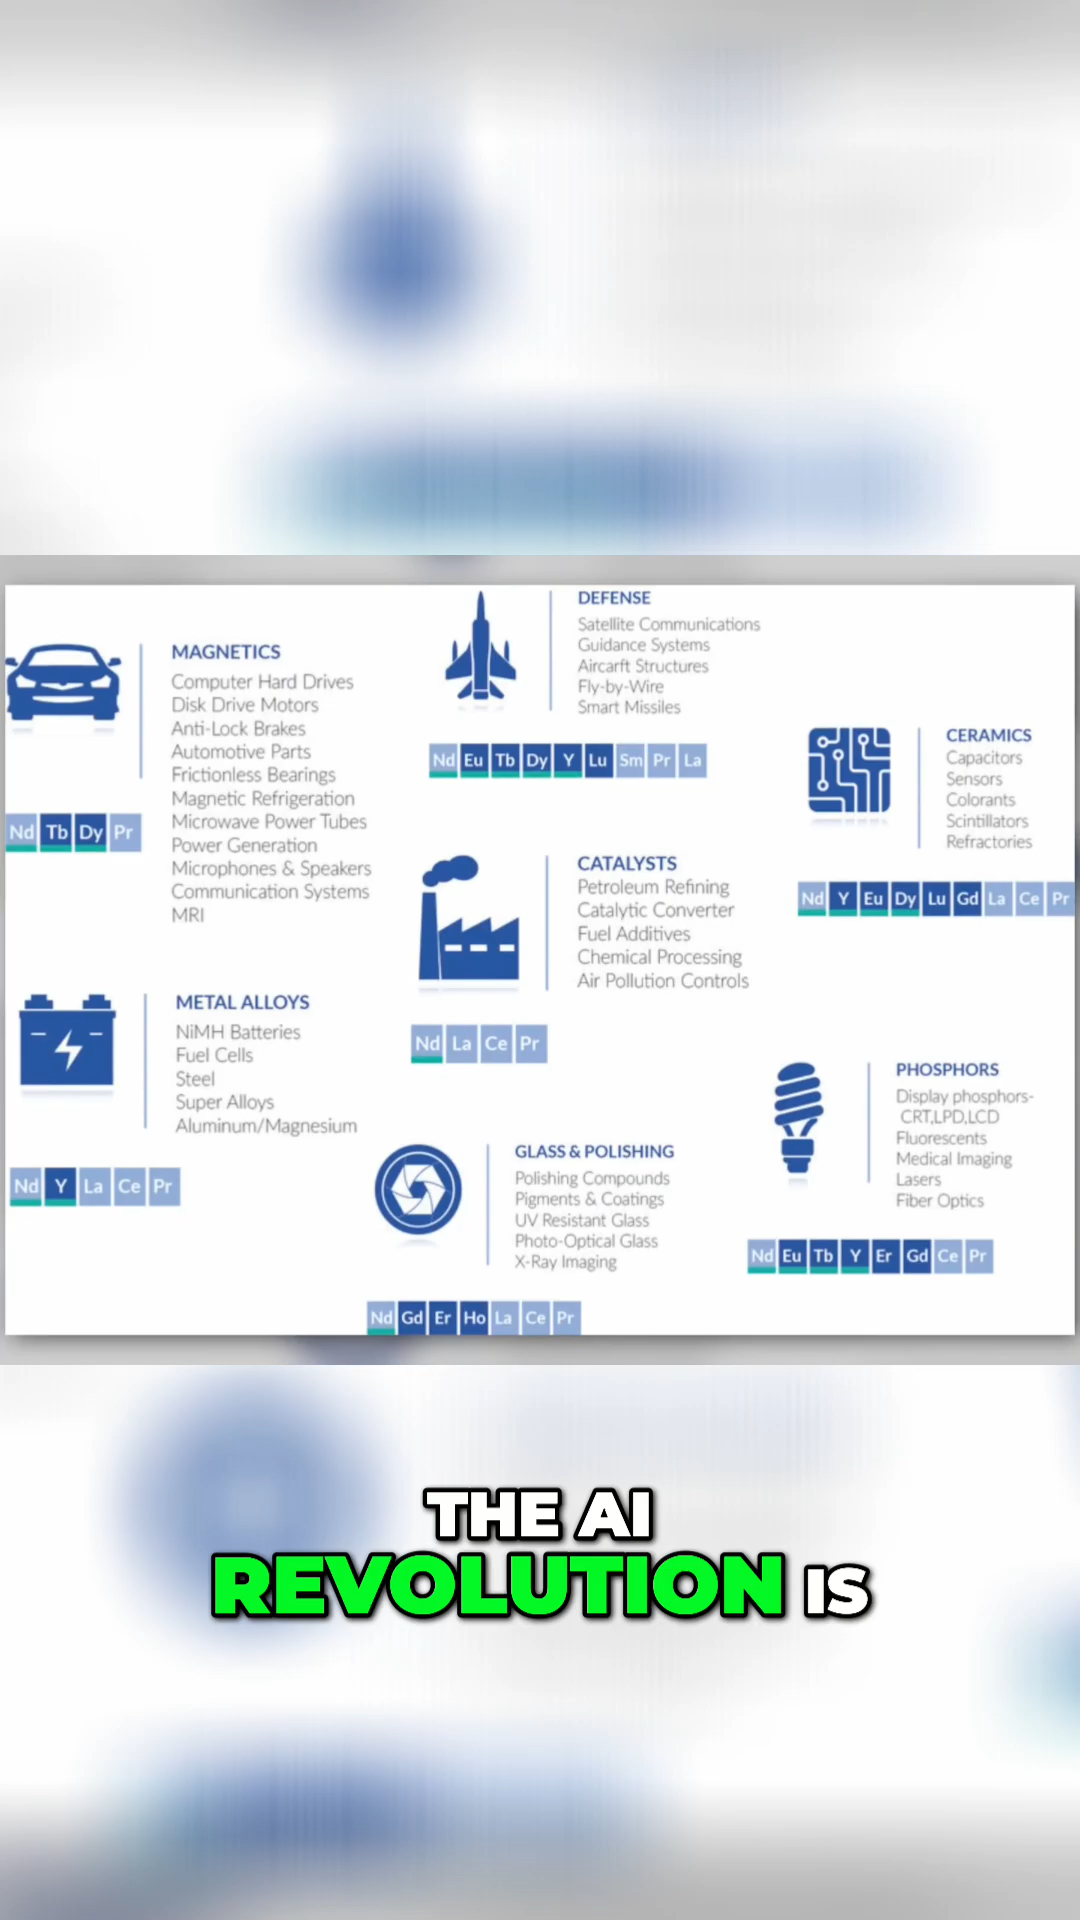 MAGNETICS
Computer Hard Drives
Disk Drive Motors
Anti-Lock Brakes
Automotive Parts
Frictionless Bearings
Magnetic Refrigeration
Microwave Power Tubes
Power Generation
Microphones & Speakers
Communication Systems
MRI
Nd Tb Dy Pr
METAL ALLOYS
NiMH Batteries
Fuel Cells
Steel
Super Alloys
Aluminum/Magnesium
Nd Y La Ce Pr
DEFENSE
Satellite Communications
Guidance Systems
Aircarft Structures
Fly-by-Wire
Smart Missiles
Nd Eu Tb Dy Y Lu Sm Pr La
CATALYSTS
Petroleum Refining
Catalytic Converter
Fuel Additives
Chemical Processing
Air Pollution Controls
Nd La Ce Pr
GLASS & POLISHING
Polishing Compounds
Pigments & Coatings
UV Resistant Glass
Photo-Optical Glass
X-Ray Imaging
Nd Gd Er Ho La Ce Pr
CERAMICS
Capacitors
Sensors
Colorants
Scintillators
Refractories
Nd Y Eu Dy Lu Gd La Ce Pr
PHOSPHORS
Display phosphors-
CRT,LPD,LCD
Fluorescents
Medical Imaging
Lasers
Fiber Optics
Nd Eu Tb Y Er Gd Ce Pr
THE AI
REVOLUTION IS